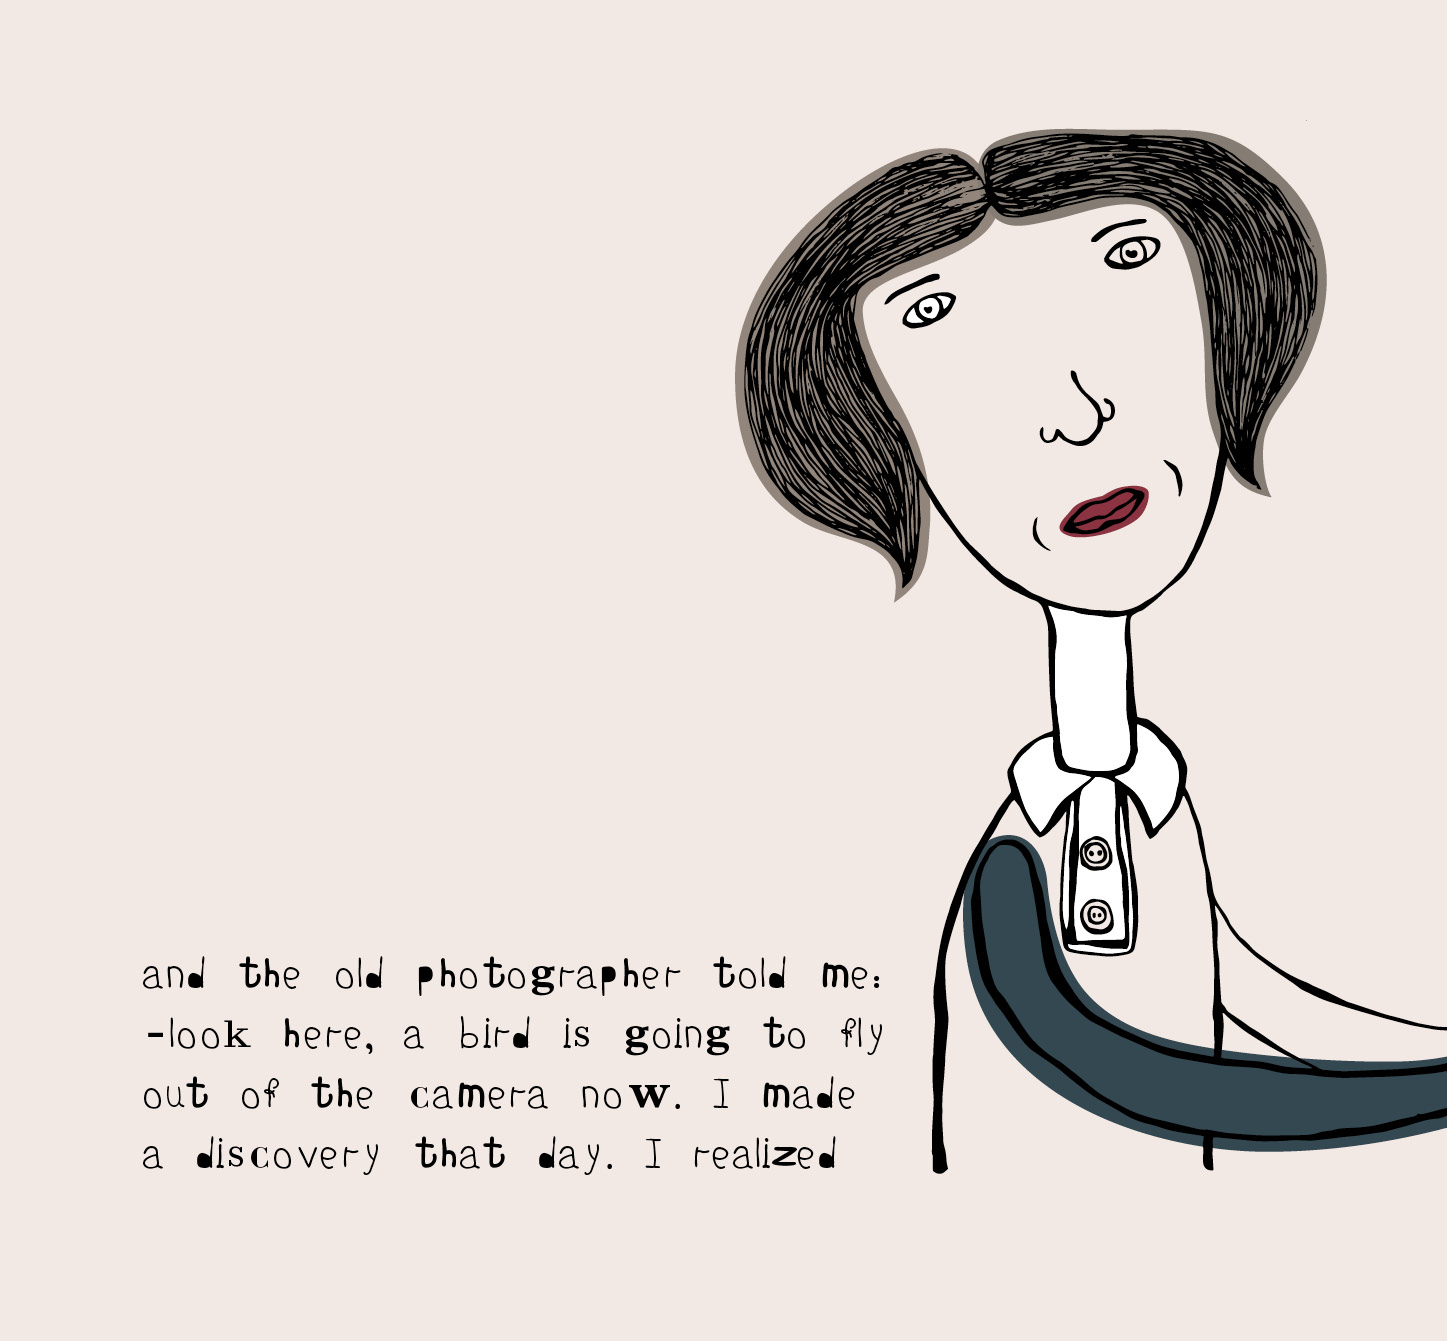 and the old photographer told me:
-look here, a bird is going to fly
out of the camera now. I made
a discovery that day. I realized